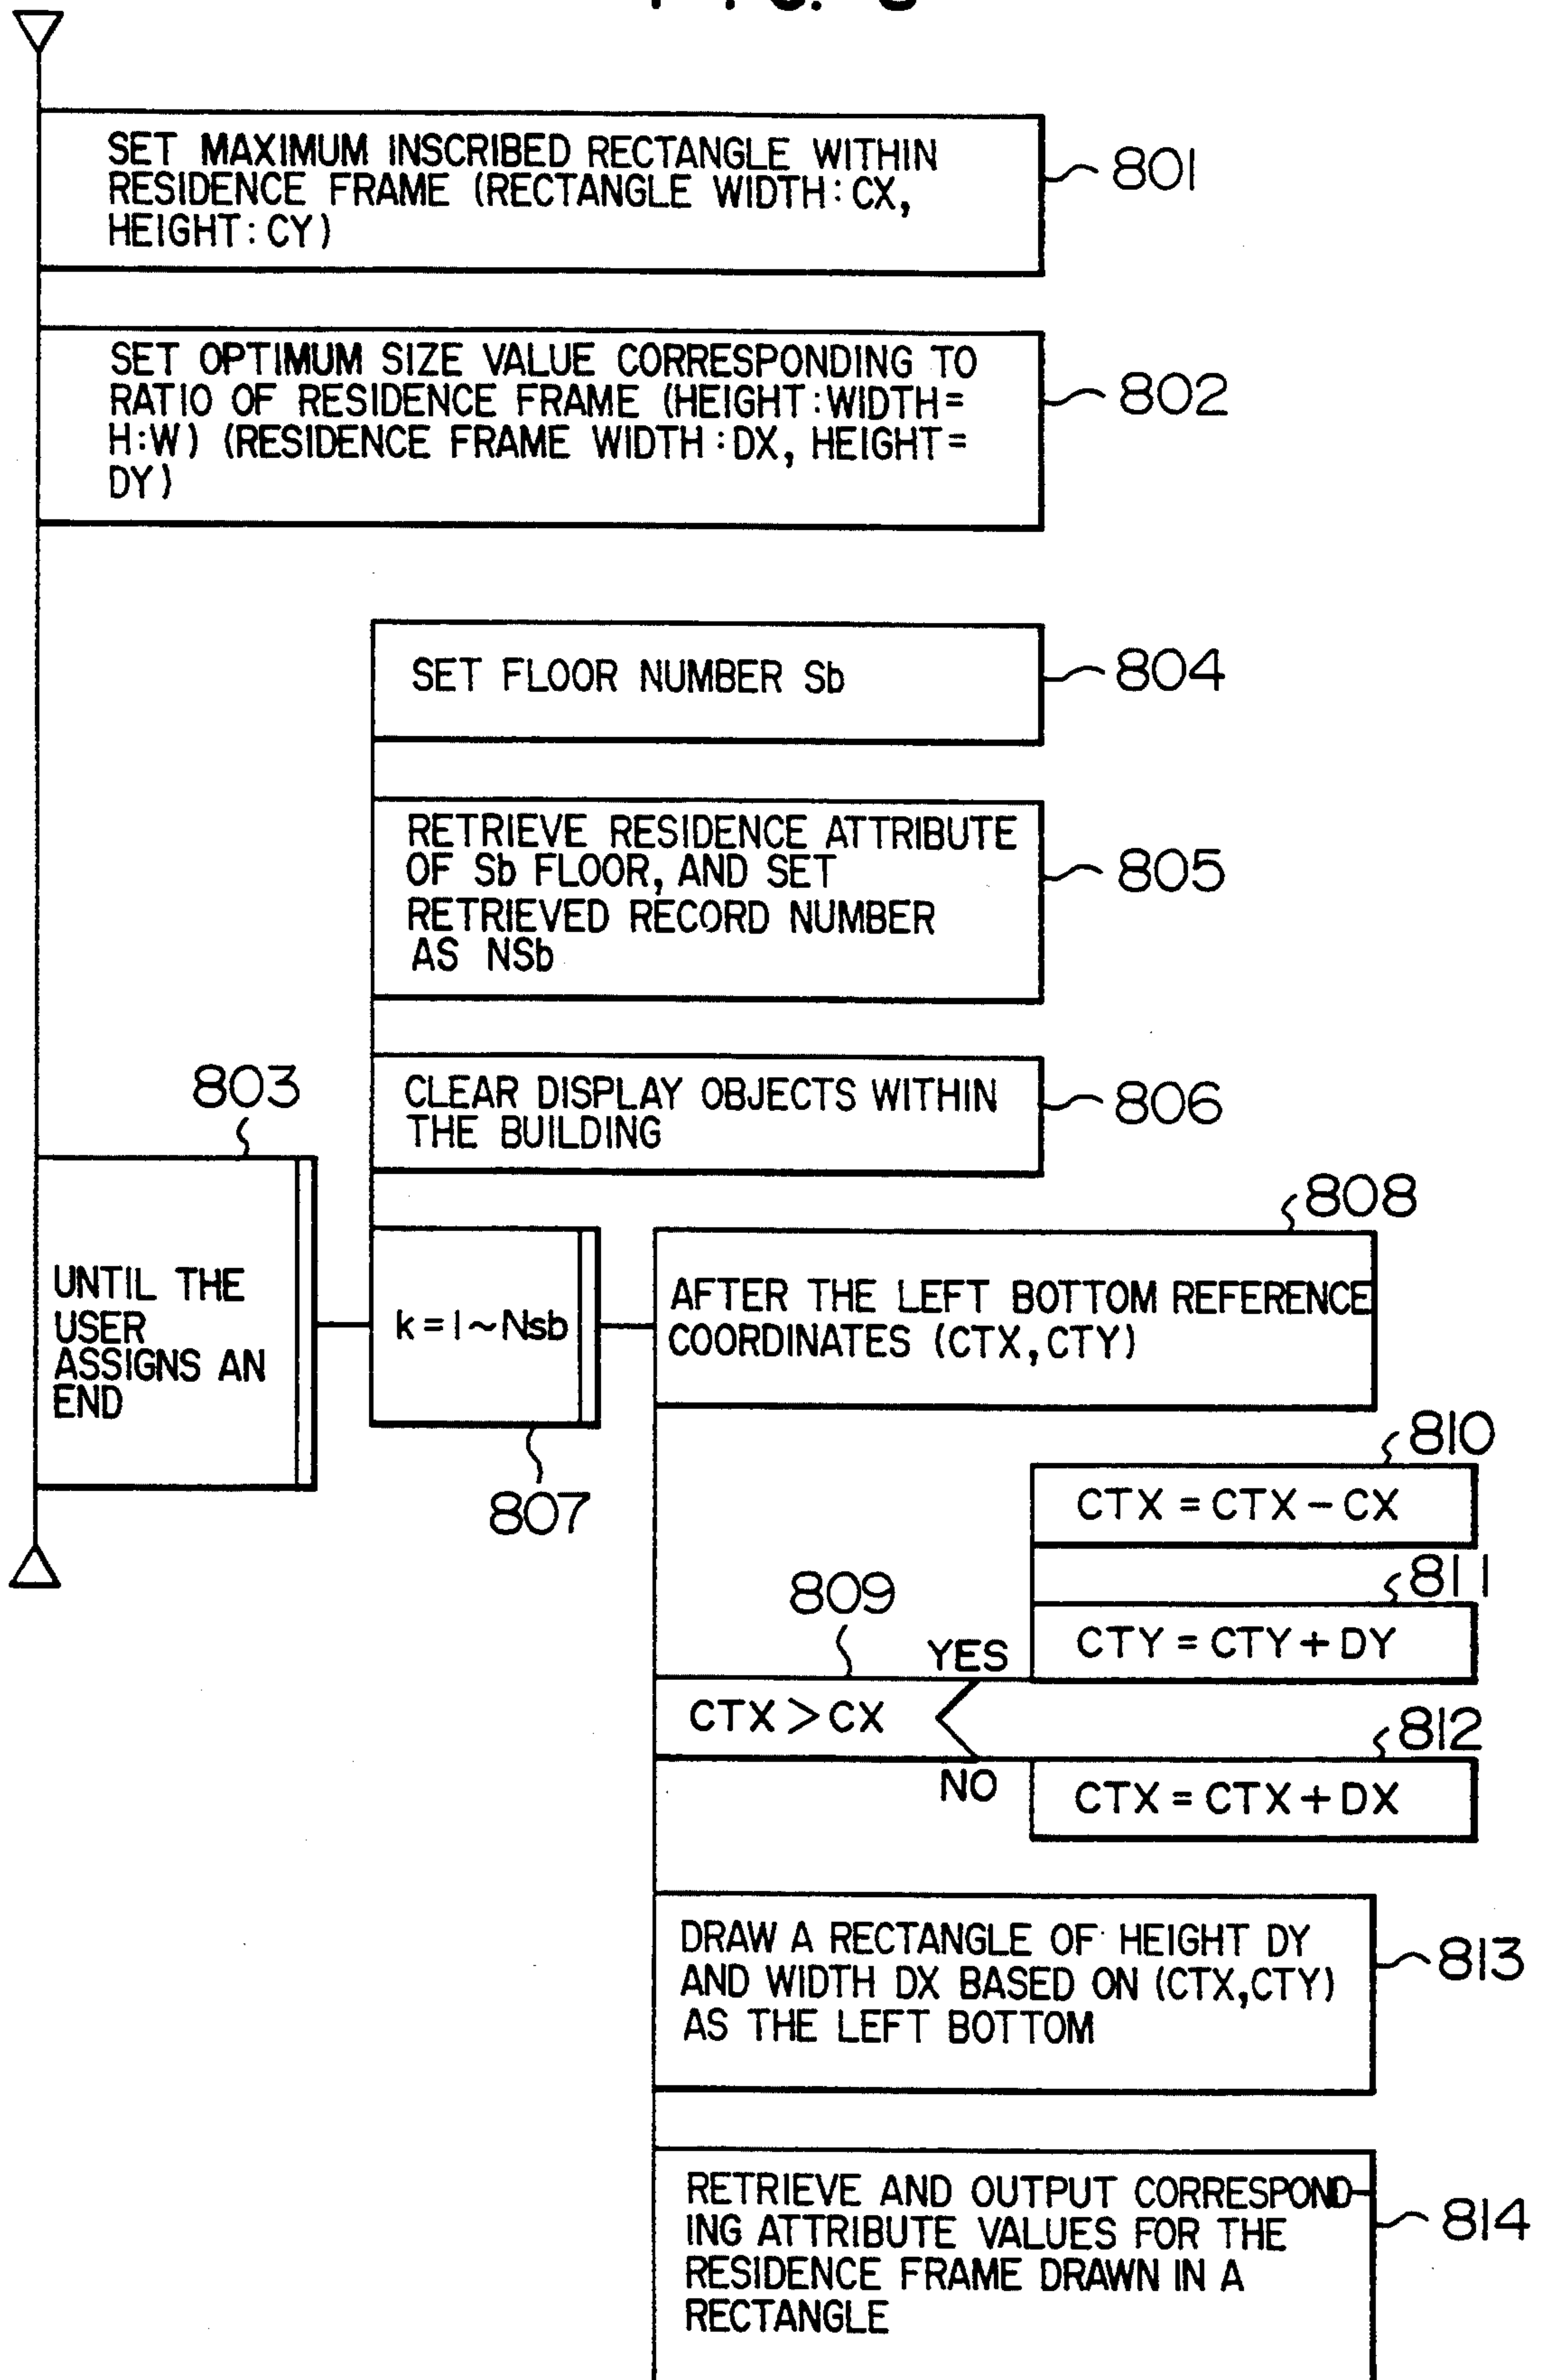 SET MAXIMUM INSCRIBED RECTANGLE WITHIN
RESIDENCE FRAME (RECTANGLE WIDTH : CX,
HEIGHT : CY)
801
SET OPTIMUM SIZE VALUE CORRESPONDING TO
RATIO OF RESIDENCE FRAME (HEIGHT : WIDTH =
H:W) (RESIDENCE FRAME WIDTH : DX, HEIGHT =
DY)
802
SET FLOOR NUMBER Sb
804
RETRIEVE RESIDENCE ATTRIBUTE
OF Sb FLOOR, AND SET
RETRIEVED RECORD NUMBER
AS NSb
805
CLEAR DISPLAY OBJECTS WITHIN
THE BUILDING
806
803
UNTIL THE
USER
ASSIGNS AN
END
k = 1 ~ Nsb
807
808
AFTER THE LEFT BOTTOM REFERENCE
COORDINATES (CTX, CTY)
810
CTX = CTX - CX
811
CTY = CTY + DY
809
YES
CTX > CX
NO
812
CTX = CTX + DX
DRAW A RECTANGLE OF HEIGHT DY
AND WIDTH DX BASED ON (CTX,CTY)
AS THE LEFT BOTTOM
813
RETRIEVE AND OUTPUT CORRESPOND-
ING ATTRIBUTE VALUES FOR THE
RESIDENCE FRAME DRAWN IN A
RECTANGLE
814